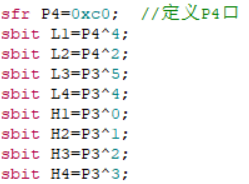 sfr P4=0xc0;  //定义P4口
sbit L1=P4^4;
sbit L2=P4^2;
sbit L3=P3^5;
sbit L4=P3^4;
sbit H1=P3^0;
sbit H2=P3^1;
sbit H3=P3^2;
sbit H4=P3^3;